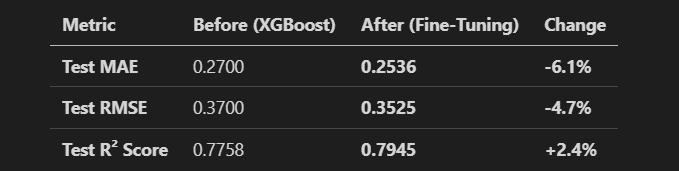 Metric Before (XGBoost) After (Fine-Tuning) Change
Test MAE 0.2700 0.2536 -6.1%
Test RMSE 0.3700 0.3525 -4.7%
Test R² Score 0.7758 0.7945 +2.4%